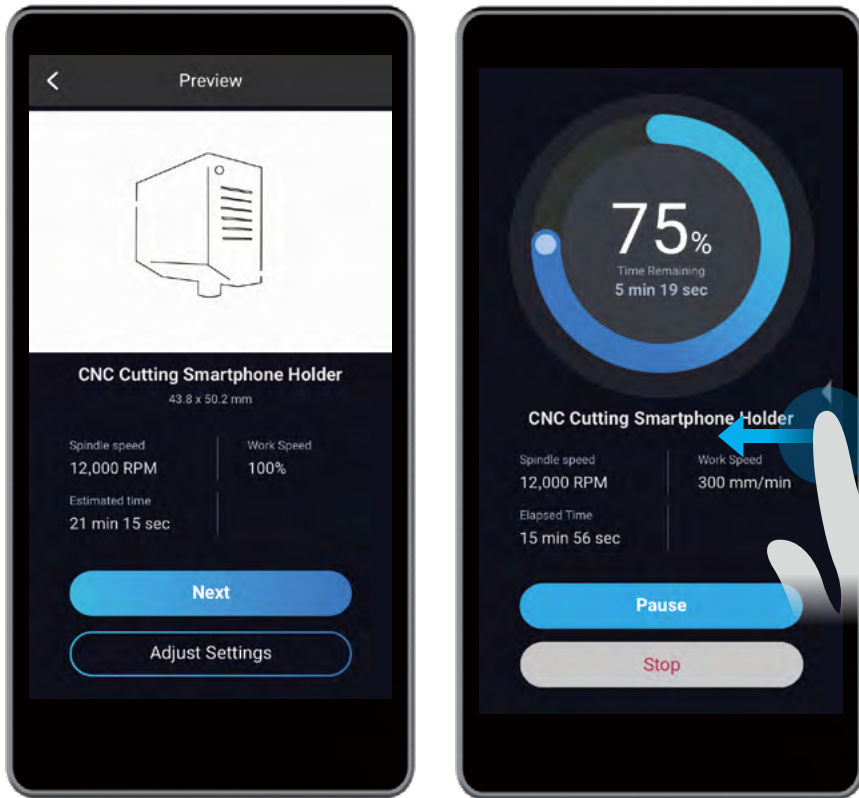 Preview
CNC Cutting Smartphone Holder
43.8 x 50.2 mm
Spindle speed
12,000 RPM
Work Speed
100%
Estimated time
21 min 15 sec
Next
Adjust Settings
75%
Time Remaining
5 min 19 sec
CNC Cutting Smartphone Holder
Spindle speed
12,000 RPM
Work Speed
300 mm/min
Elapsed Time
15 min 56 sec
Pause
Stop